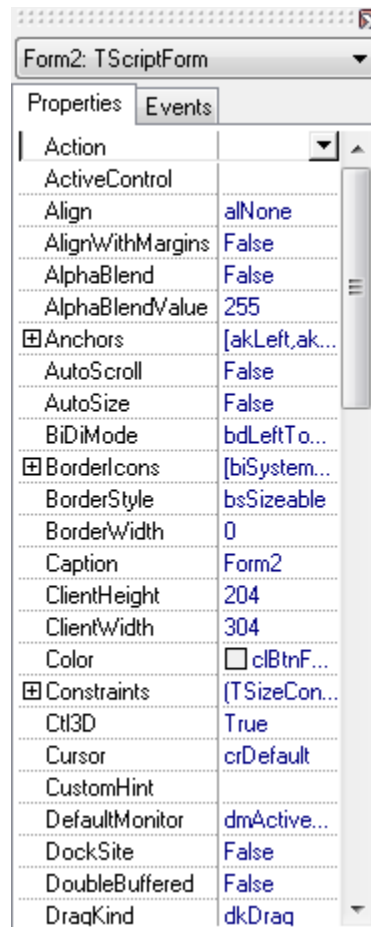 Form2: TScriptForm
Properties Events
Action
ActiveControl
Align alNone
AlignWithMargins False
AlphaBlend False
AlphaBlendValue 255
Anchors [akLeft,ak...
AutoScroll False
AutoSize False
BiDiMode bdLeftTo...
BorderIcons [biSystem...
BorderStyle bsSizeable
BorderWidth 0
Caption Form2
ClientHeight 204
ClientWidth 304
Color clBtnF...
Constraints (TSizeCon...
Ctl3D True
Cursor crDefault
CustomHint
DefaultMonitor dmActive...
DockSite False
DoubleBuffered False
DragKind dkDrag